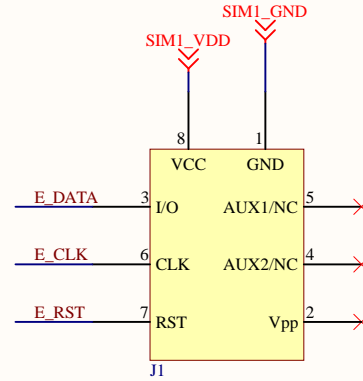 SIM1_GND
SIM1_VDD
8
1
VCC
GND
E_DATA
3
I/O
AUX1/NC
5
E_CLK
6
CLK
AUX2/NC
4
E_RST
7
RST
Vpp
2
J1